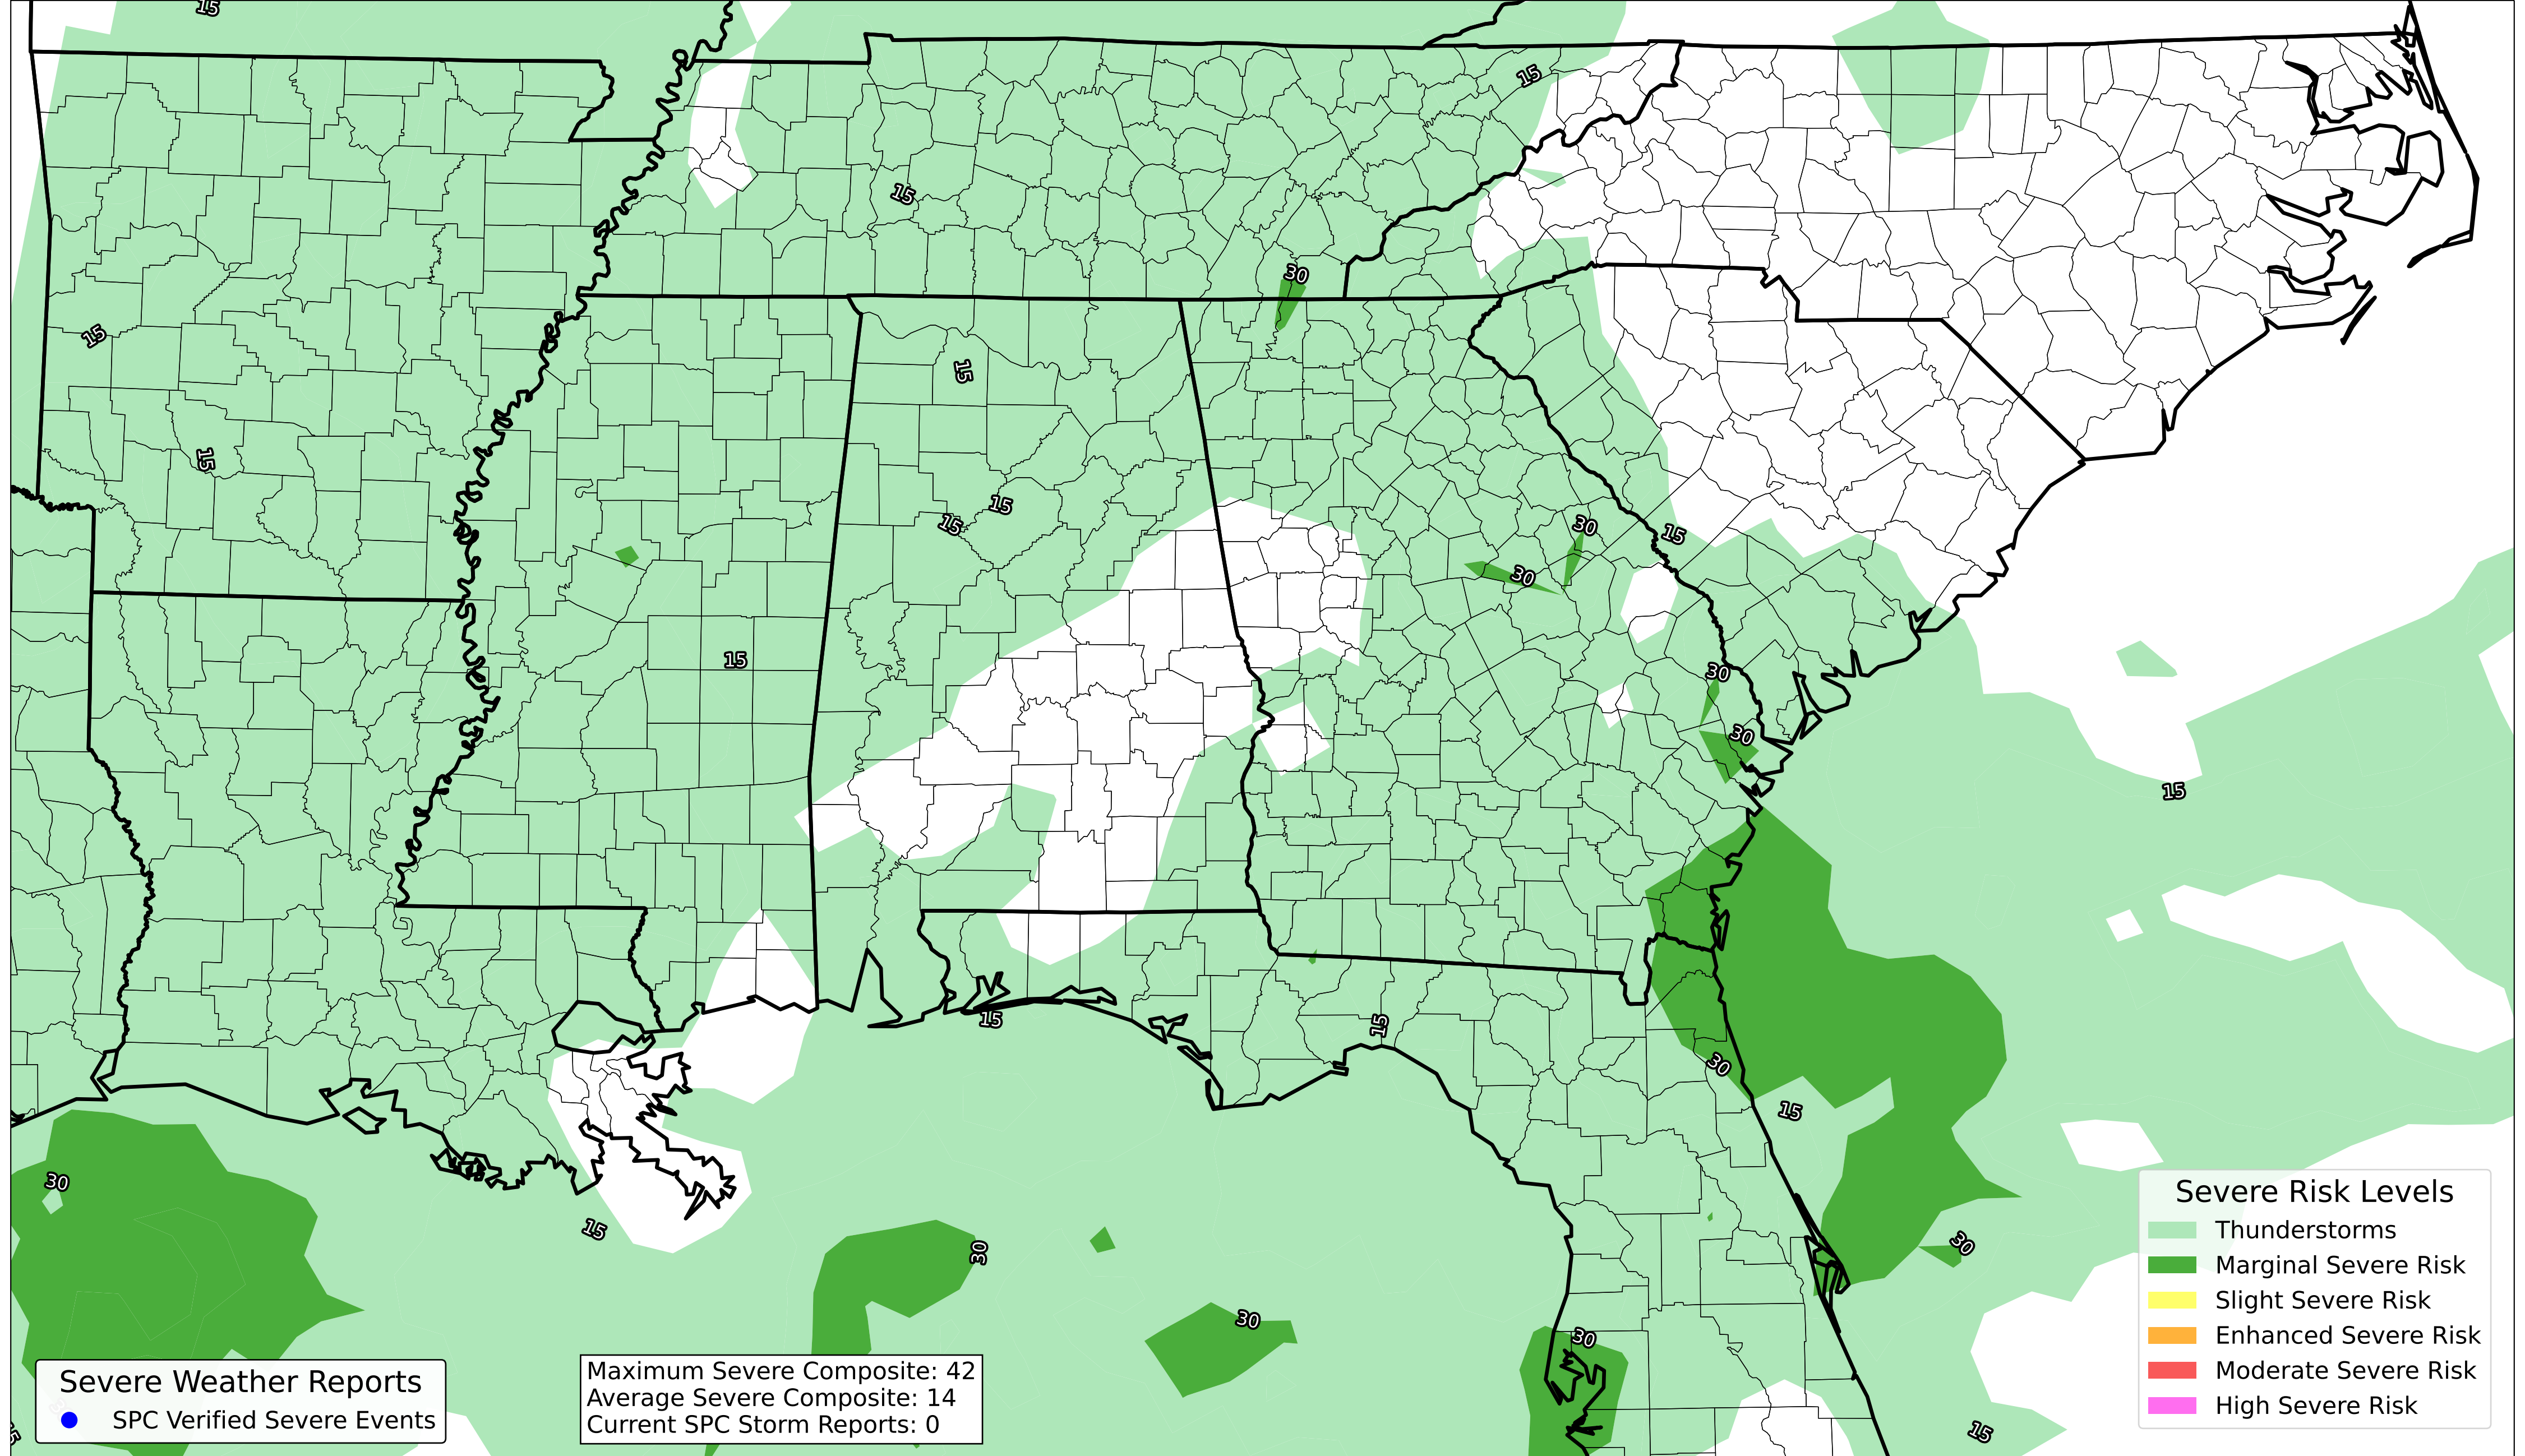 15
15
15
30
15
15
15
15
15
30
15
30
15
30
30
15
15
15
30
15
30
15
30
30
30
30
15
Severe Risk Levels
Thunderstorms
Marginal Severe Risk
Slight Severe Risk
Enhanced Severe Risk
Moderate Severe Risk
High Severe Risk
Severe Weather Reports
SPC Verified Severe Events
Maximum Severe Composite: 42
Average Severe Composite: 14
Current SPC Storm Reports: 0